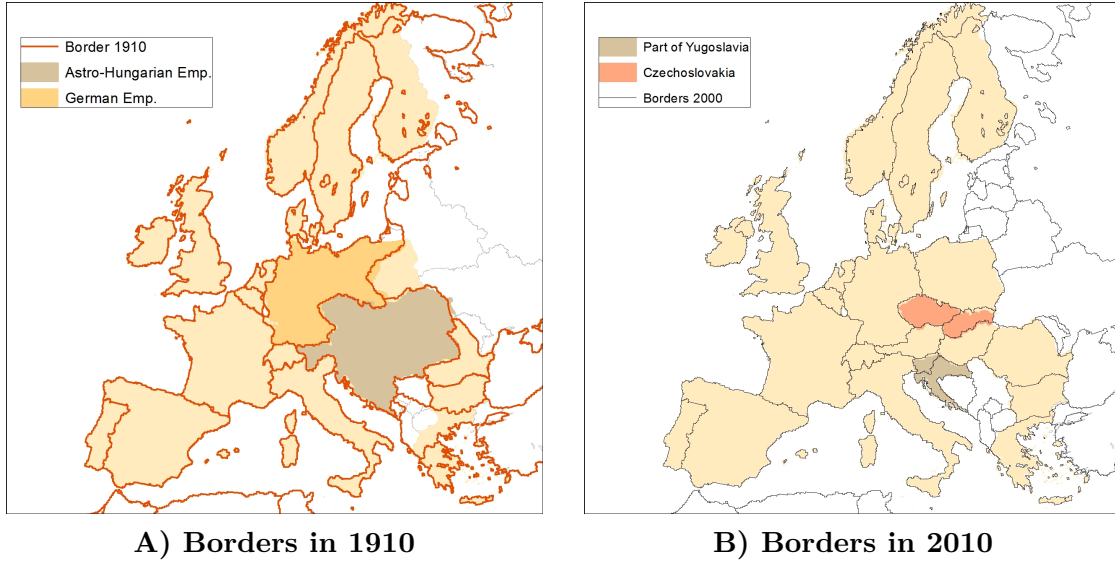 Border 1910
Astro-Hungarian Emp.
German Emp.
A) Borders in 1910
Part of Yugoslavia
Czechoslovakia
Borders 2000
B) Borders in 2010